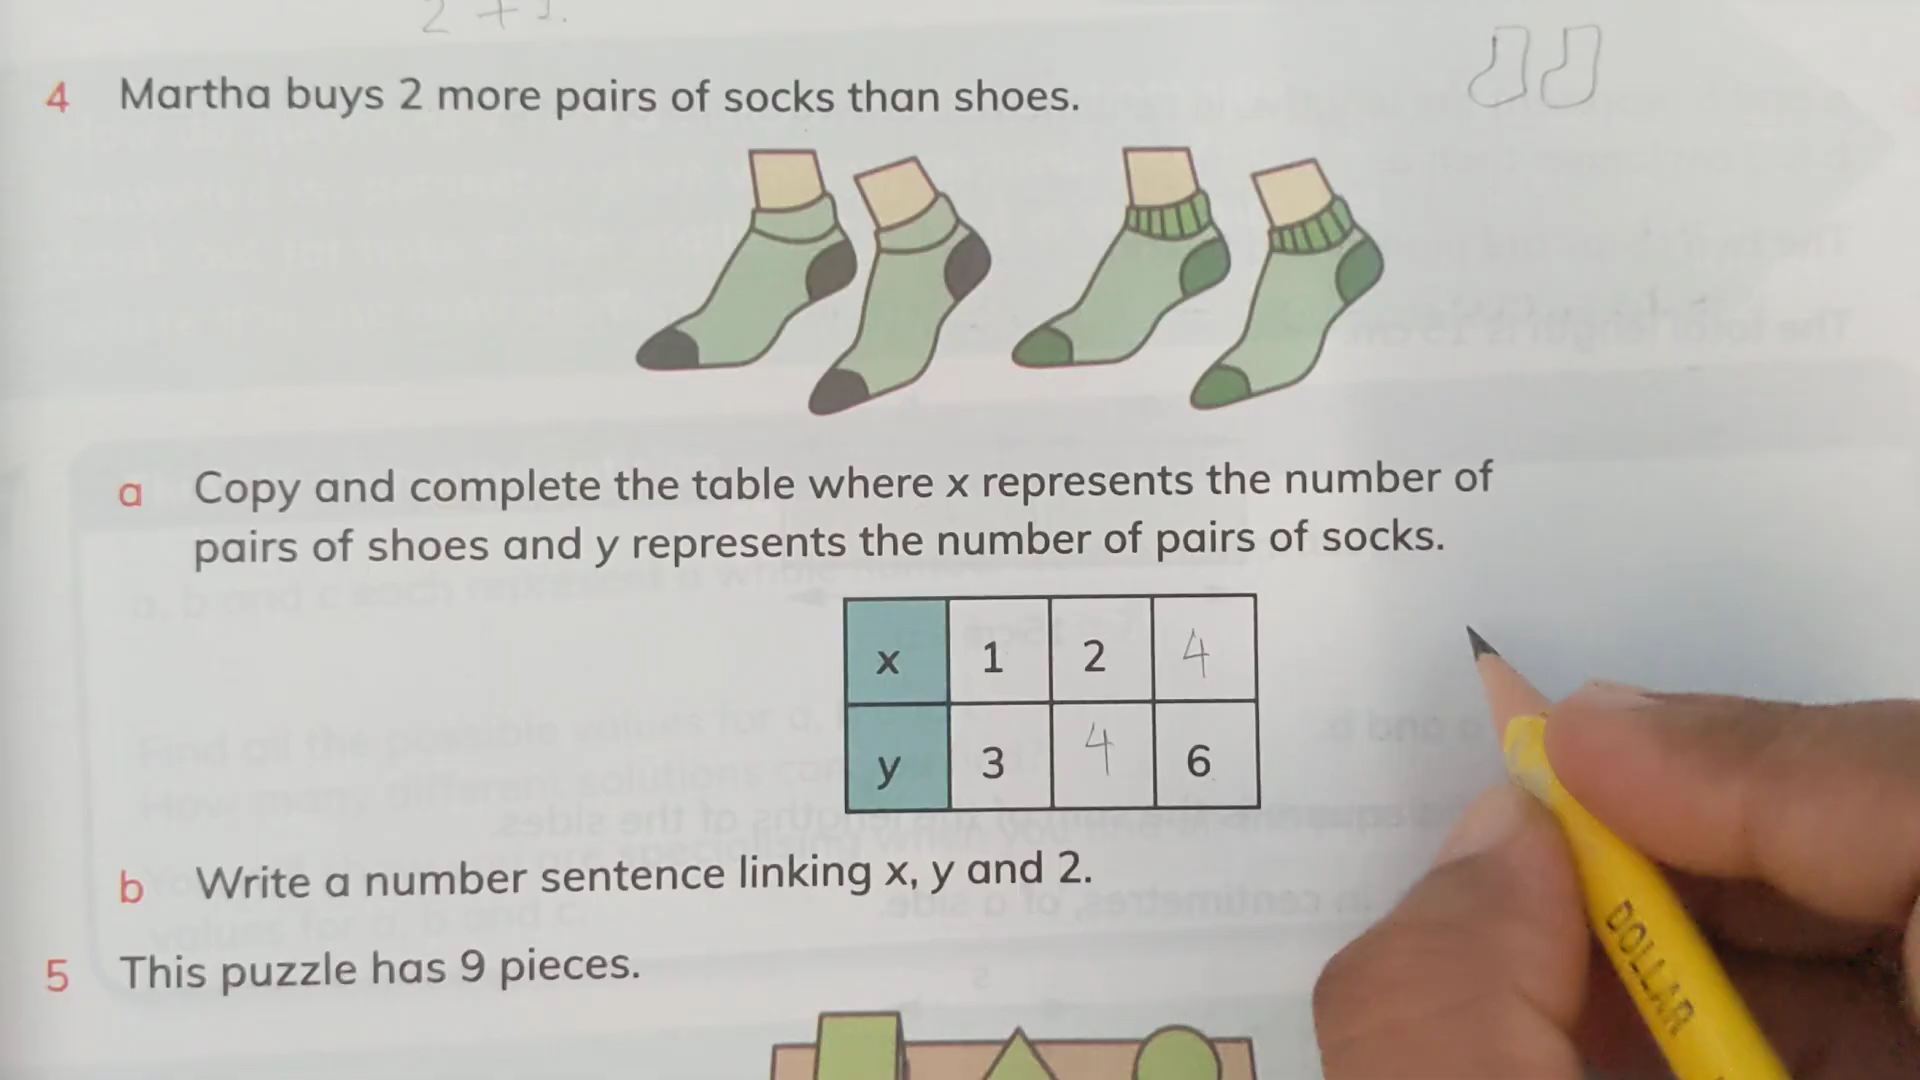 2 +
4 Martha buys 2 more pairs of socks than shoes.
a Copy and complete the table where x represents the number of
pairs of shoes and y represents the number of pairs of socks.
x 1 2 4
y 3 4 6
b Write a number sentence linking x, y and 2.
5 This puzzle has 9 pieces.
DOLLAR